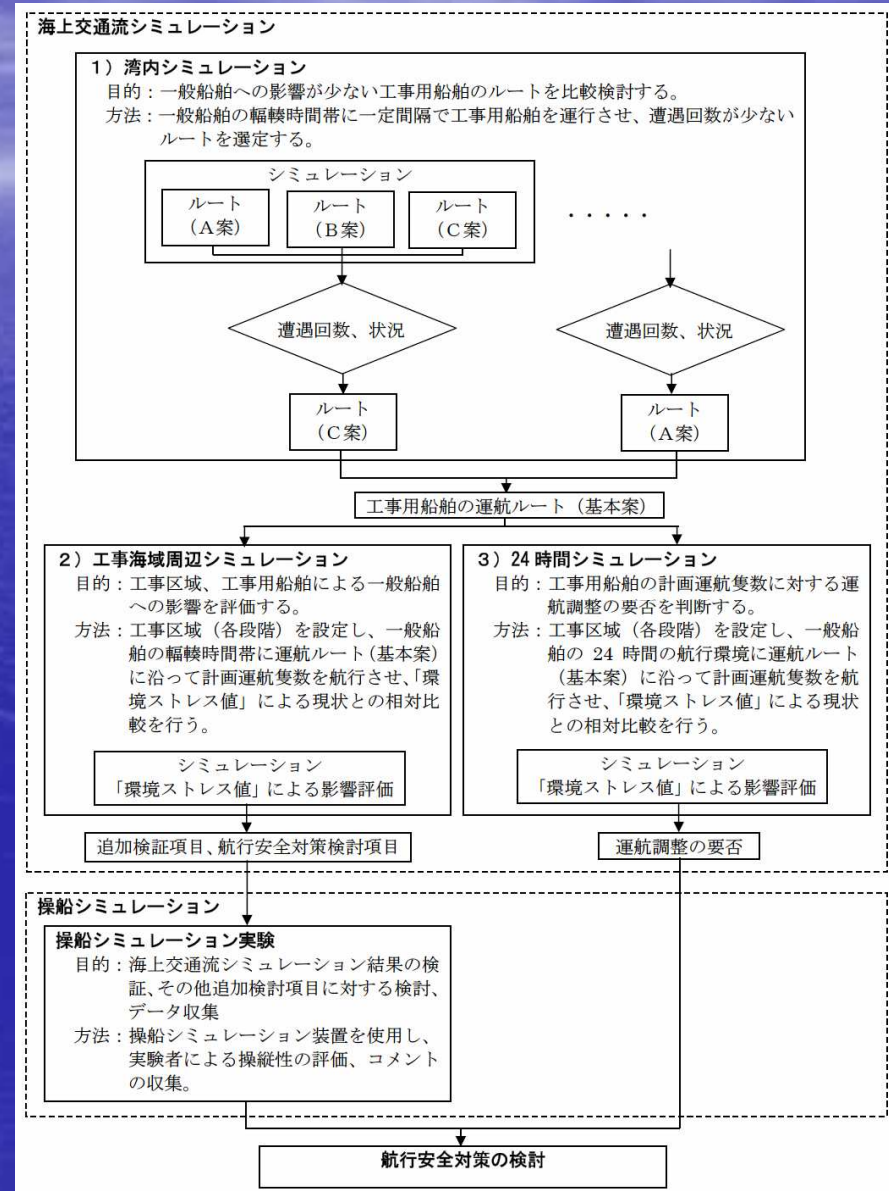 海上交通流シミュレーション
1）湾内シミュレーション
目的：一般船舶への影響が少ない工事用船舶のルートを比較検討する。
方法：一般船舶の輻輳時間帯に一定間隔で工事用船舶を運行させ、遭遇回数が少ない
ルートを選定する。
シミュレーション
ルート
（A案）
ルート
（B案）
ルート
（C案）
・・・・・
遭遇回数、状況
遭遇回数、状況
ルート
（C案）
ルート
（A案）
工事用船舶の運航ルート（基本案）
2）工事海域周辺シミュレーション
目的：工事区域、工事用船舶による一般船舶
への影響を評価する。
方法：工事区域（各段階）を設定し、一般船
舶の輻輳時間帯に運航ルート（基本案）
に沿って計画運航隻数を航行させ、「環
境ストレス値」による現状との相対比
較を行う。
シミュレーション
「環境ストレス値」による影響評価
追加検証項目、航行安全対策検討項目
3）24時間シミュレーション
目的：工事用船舶の計画運航隻数に対する運
航調整の要否を判断する。
方法：工事区域（各段階）を設定し、一般船
舶の 24 時間の航行環境に運航ルート
（基本案）に沿って計画運航隻数を航
行させ、「環境ストレス値」による現状
との相対比較を行う。
シミュレーション
「環境ストレス値」による影響評価
運航調整の要否
操船シミュレーション
操船シミュレーション実験
目的：海上交通流シミュレーション結果の検
証、その他追加検討項目に対する検討、
データ収集
方法：操船シミュレーション装置を使用し、
実験者による操縦性の評価、コメント
の収集。
航行安全対策の検討